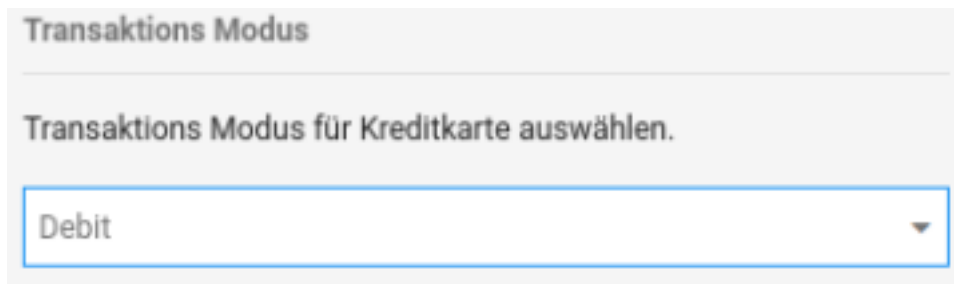 Transaktions Modus
Transaktions Modus für Kreditkarte auswählen.
Debit